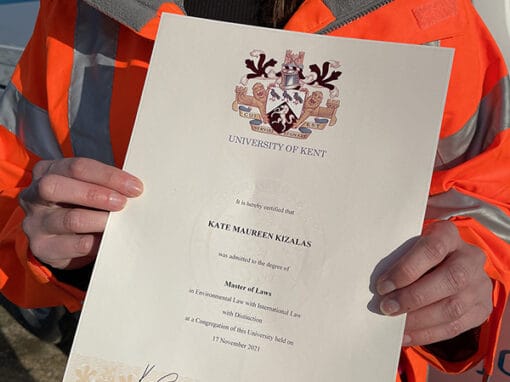 UNIVERSITY OF KENT
It is hereby certified that
KATE MAUREEN KIZALAS
was admitted to the degree of
Master of Laws
in Environmental Law with International Law
with Distinction
at a Congregation of this University held on
17 November 2021